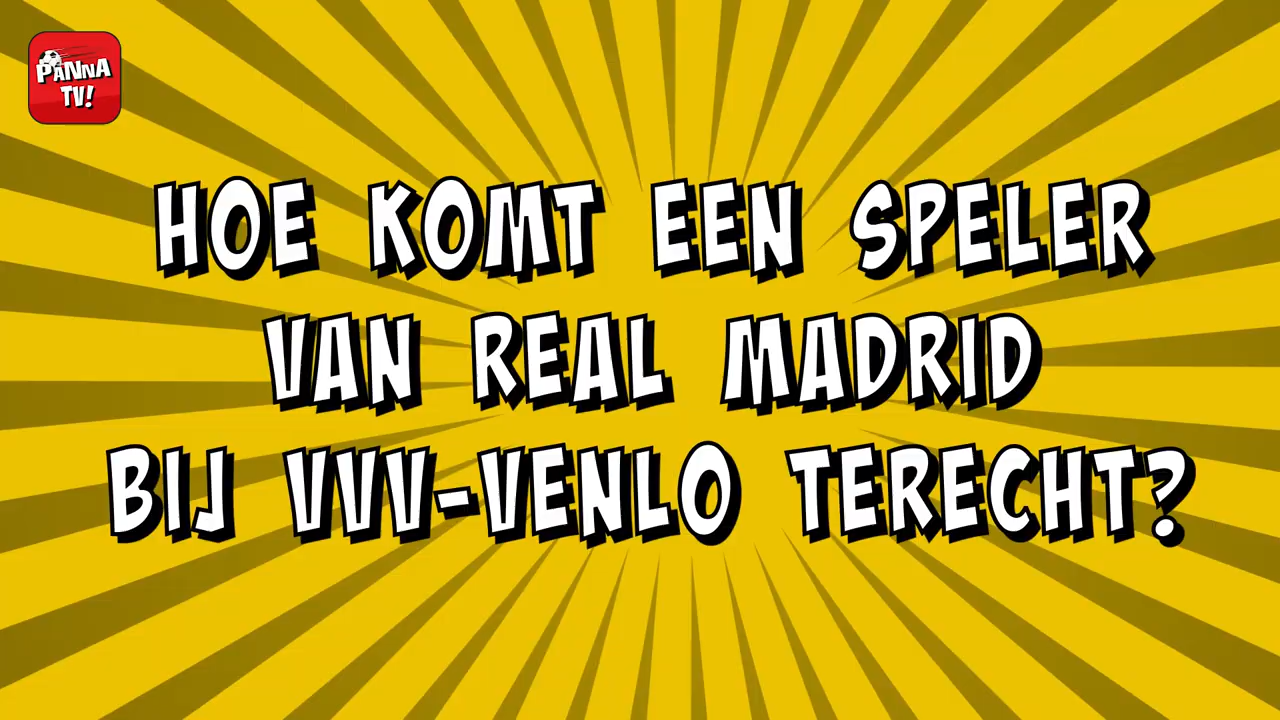 PANNA
TV!
HOE KOMT EEN SPELER
VAN REAL MADRID
BIJ VVV-VENLO TERECHT?